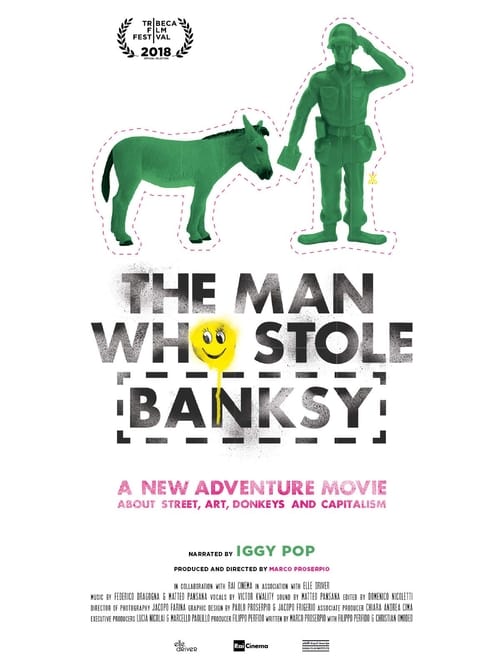 TRIBECA
FILM
FESTIVAL
2018
OFFICIAL SELECTION
THE MAN
WHO STOLE
BANKSY
A NEW ADVENTURE MOVIE
ABOUT STREET, ART, DONKEYS AND CAPITALISM
NARRATED BY IGGY POP
PRODUCED AND DIRECTED BY MARCO PROSERPIO
IN COLLABORATION WITH RAI CINEMA IN ASSOCIATION WITH ELLE DRIVER
MUSIC BY FEDERICO DRAGOGNA & MATTEO PANSANA VOCALS BY VICTOR KWALITY SOUND BY MATTEO PANSANA EDITED BY DOMENICO NICOLETTI
DIRECTOR OF PHOTOGRAPHY JACOPO FARINA GRAPHIC DESIGN BY PAOLO PROSERPIO & JACOPO FRIGERIO ASSOCIATE PRODUCER CHIARA ANDREA CIMA
EXECUTIVE PRODUCERS LUCIA NICOLAI & MARCELLO PAOLILLO PRODUCER FILIPPO PERFIDO WRITTEN BY MARCO PROSERPIO WITH FILIPPO PERFIDO & CHRISTIAN OMODEO
elle
driver
Rai Cinema